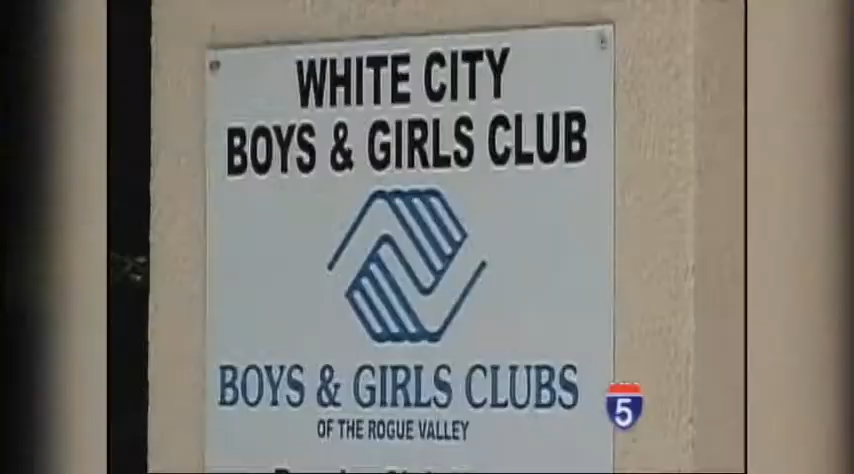 WHITE CITY
BOYS & GIRLS CLUB
BOYS & GIRLS CLUBS
OF THE ROGUE VALLEY
5